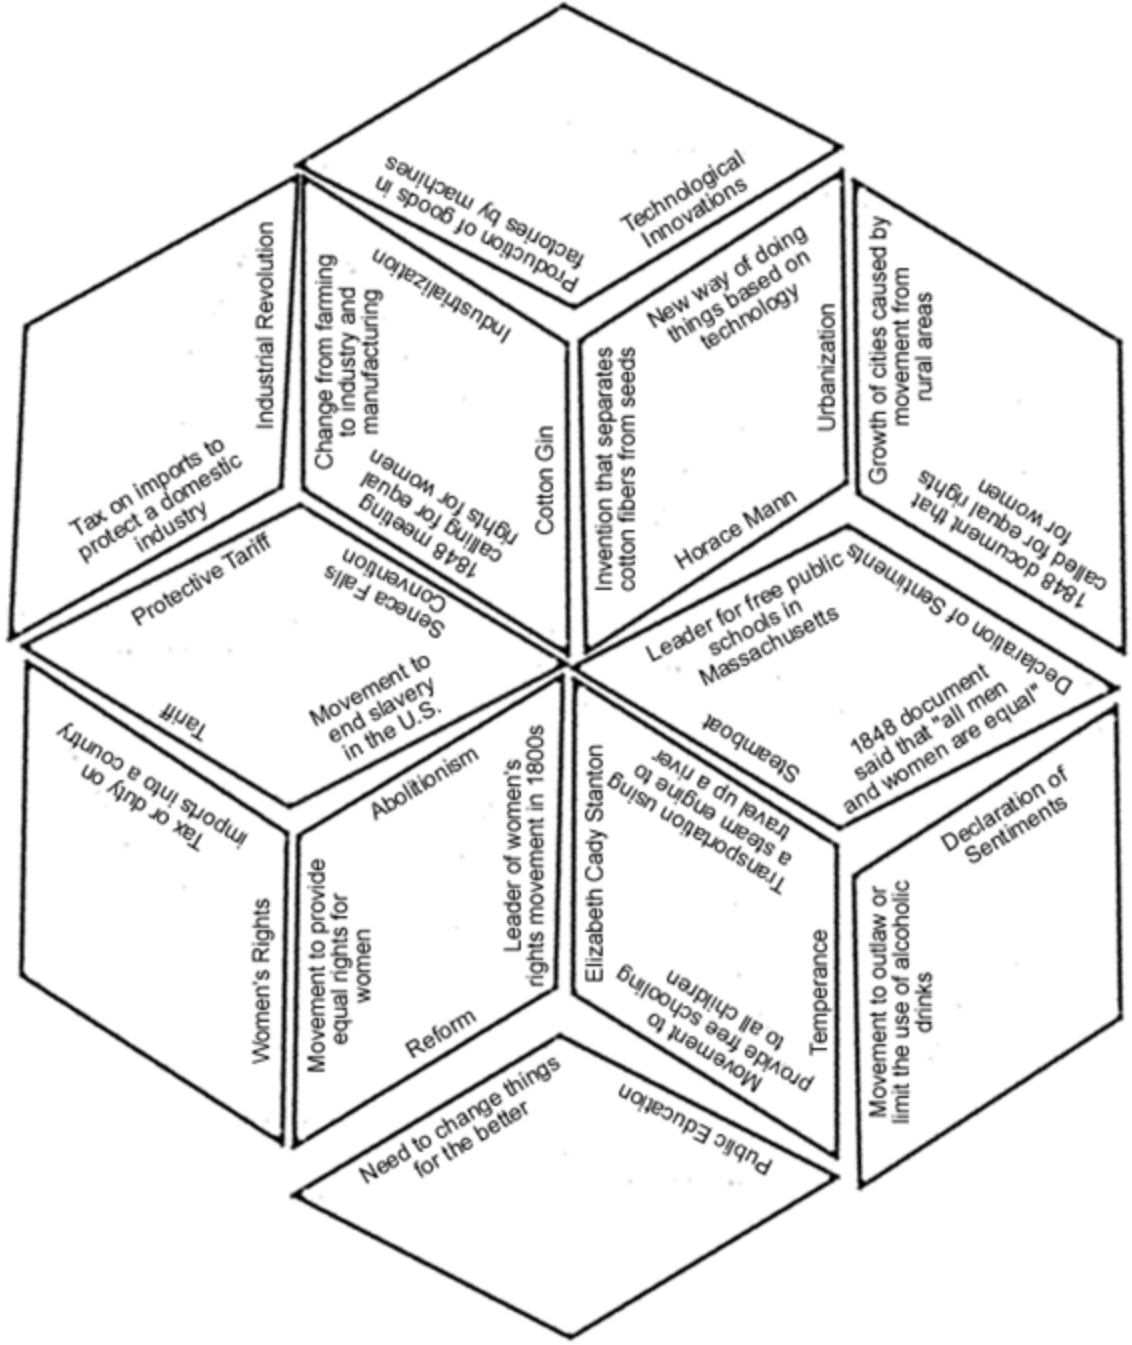 Production of goods in
factories by machines
Technological
Innovations
Industrial Revolution
Tax on imports to
protect a domestic
industry
Industrialization
Change from farming
to industry and
manufacturing
Cotton Gin
1848 meeting
calling for equal
rights for women
New way of doing
things based on
technology
Invention that separates
cotton fibers from seeds
Urbanization
Horace Mann
Growth of cities caused by
movement from
rural areas
1848 document that
called for equal rights
for women
Protective Tariff
Seneca Falls
Convention
Tariff
Movement to
end slavery
in the U.S.
Leader for free public
schools in
Massachusetts
Declaration of Sentiments
Steamboat
1848 document
said that "all men
and women are equal"
Tax or duty on
imports into a country
Women's Rights
Abolitionism
Movement to provide
equal rights for
women
Leader of women's
rights movement in 1800s
Reform
Elizabeth Cady Stanton
Transportation using
a steam engine to
travel up a river
Temperance
Movement to
provide free schooling
to all children
Declaration of
Sentiments
Movement to outlaw or
limit the use of alcoholic
drinks
Need to change things
for the better
Public Education